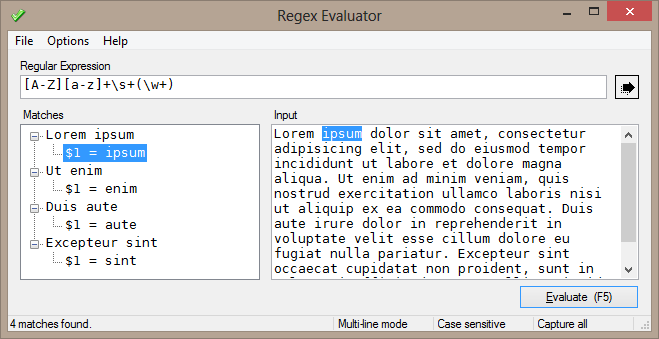 Regex Evaluator
File Options Help
Regular Expression
[A-Z][a-z]+\s+(\w+)
Matches
Lorem ipsum
$1 = ipsum
Ut enim
$1 = enim
Duis aute
$1 = aute
Excepteur sint
$1 = sint
Input
Lorem ipsum dolor sit amet, consectetur
adipisicing elit, sed do eiusmod tempor
incididunt ut labore et dolore magna
aliqua. Ut enim ad minim veniam, quis
nostrud exercitation ullamco laboris nisi
ut aliquip ex ea commodo consequat. Duis
aute irure dolor in reprehenderit in
voluptate velit esse cillum dolore eu
fugiat nulla pariatur. Excepteur sint
occaecat cupidatat non proident, sunt in
Evaluate (F5)
4 matches found. Multi-line mode Case sensitive Capture all